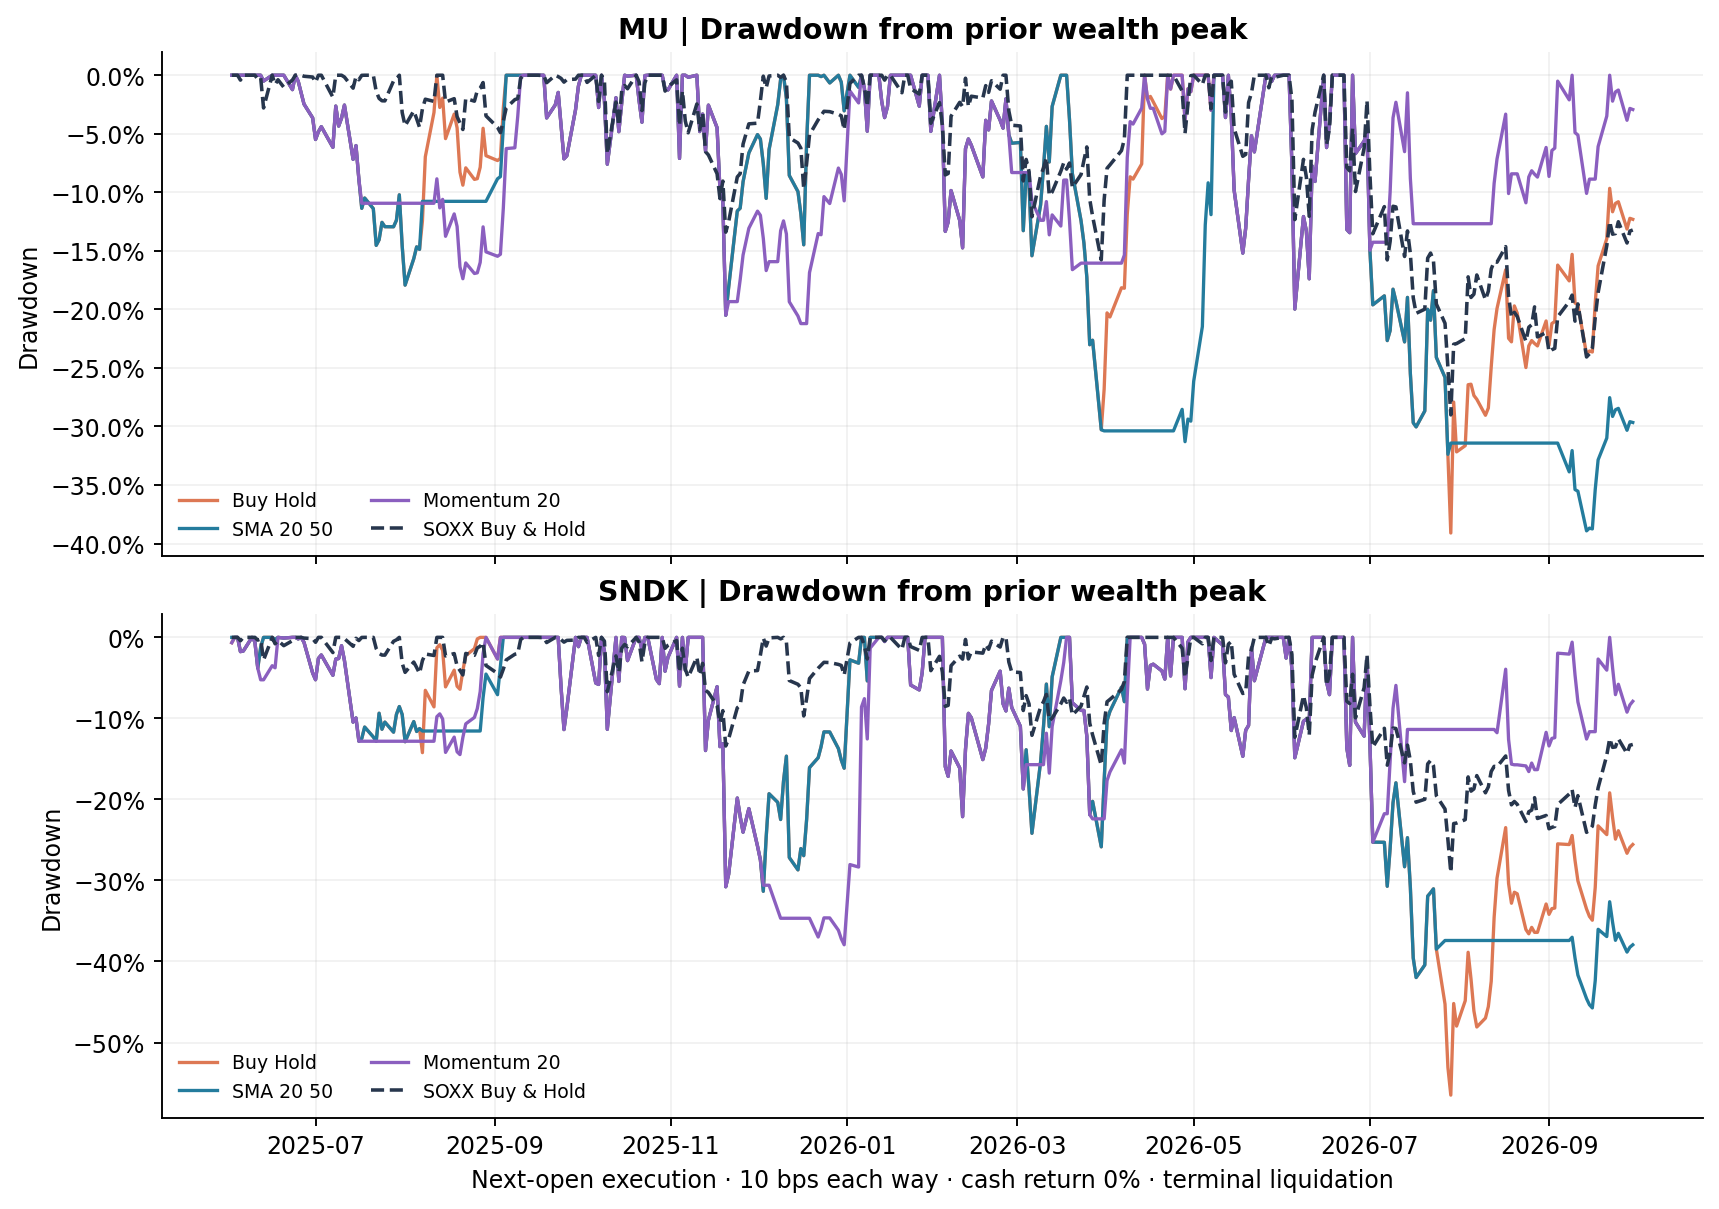 MU | Drawdown from prior wealth peak
Drawdown
0.0%
−5.0%
−10.0%
−15.0%
−20.0%
−25.0%
−30.0%
−35.0%
−40.0%
Buy Hold
SMA 20 50
Momentum 20
SOXX Buy & Hold
SNDK | Drawdown from prior wealth peak
Drawdown
0%
−10%
−20%
−30%
−40%
−50%
Buy Hold
SMA 20 50
Momentum 20
SOXX Buy & Hold
2025-07 2025-09 2025-11 2026-01 2026-03 2026-05 2026-07 2026-09
Next-open execution · 10 bps each way · cash return 0% · terminal liquidation